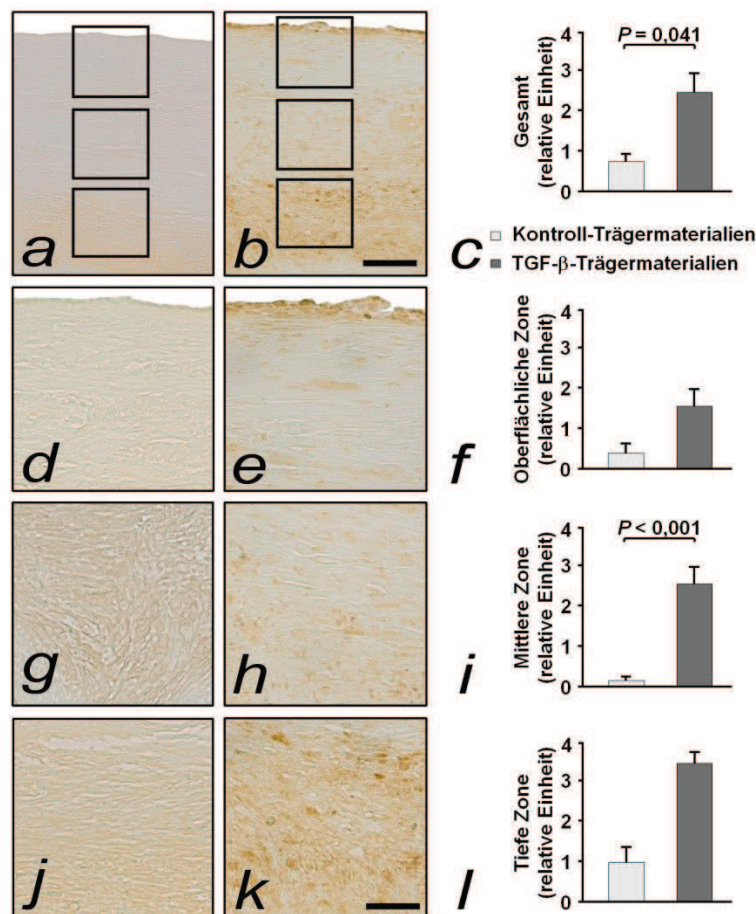 a
b
Gesamt
(relative Einheit)
4
3
2
1
0
P = 0,041
c
Kontroll-Trägermaterialien
TGF-β-Trägermaterialien
d
e
Oberflächliche Zone
(relative Einheit)
4
3
2
1
0
f
g
h
Mittlere Zone
(relative Einheit)
4
3
2
1
0
P < 0,001
i
j
k
Tiefe Zone
(relative Einheit)
4
3
2
1
0
l